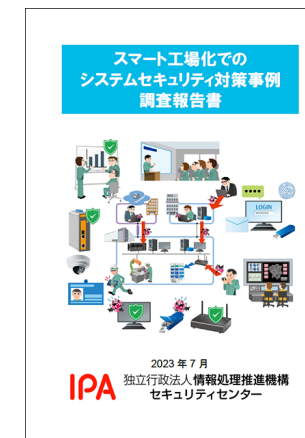 スマート工場化での
システムセキュリティ対策事例
調査報告書
LOGIN
2023 年 7 月
IPA 独立行政法人情報処理推進機構
セキュリティセンター